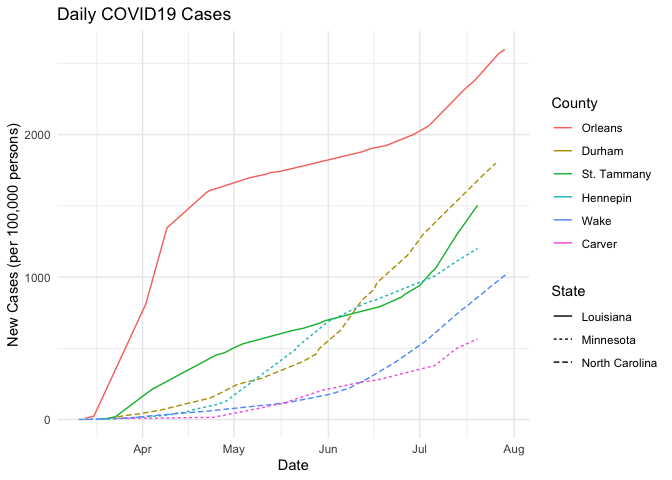 Daily COVID19 Cases
New Cases (per 100,000 persons)
2000
1000
0
Apr
May
Jun
Jul
Aug
Date
County
Orleans
Durham
St. Tammany
Hennepin
Wake
Carver
State
Louisiana
Minnesota
North Carolina